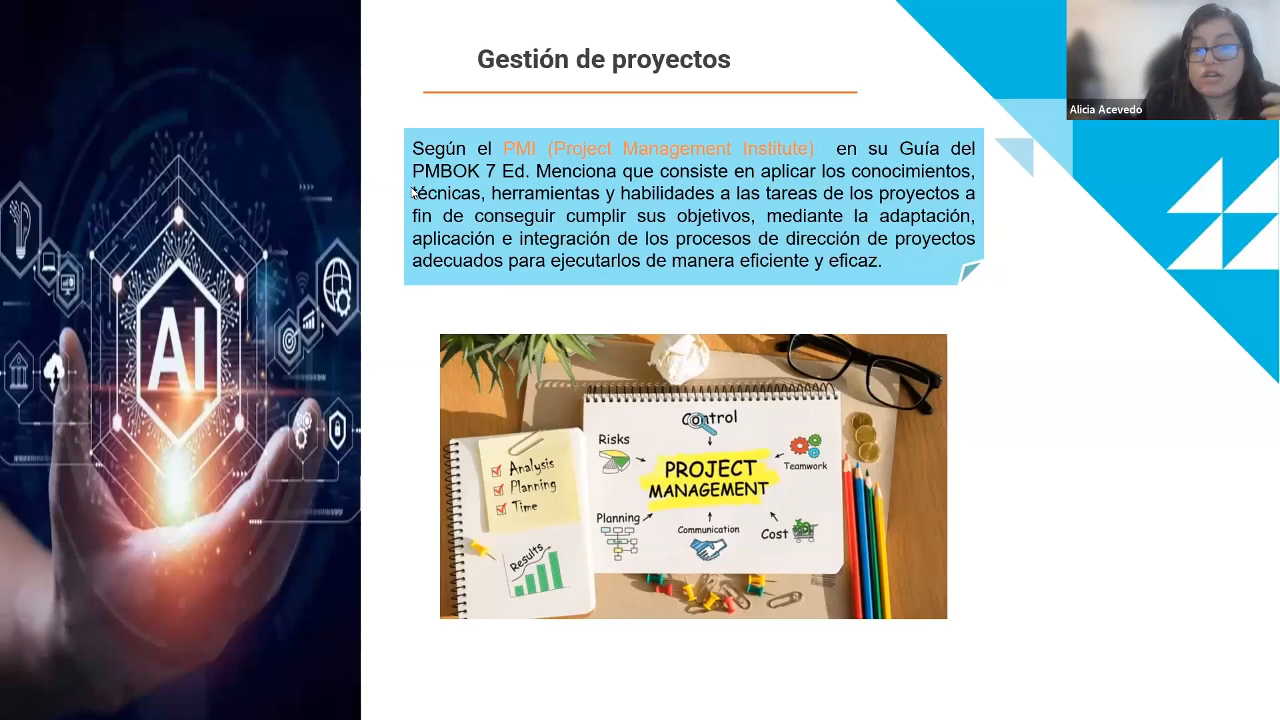 Gestión de proyectos
Según el PMI (Project Management Institute) en su Guía del
PMBOK 7 Ed. Menciona que consiste en aplicar los conocimientos,
técnicas, herramientas y habilidades a las tareas de los proyectos a
fin de conseguir cumplir sus objetivos, mediante la adaptación,
aplicación e integración de los procesos de dirección de proyectos
adecuados para ejecutarlos de manera eficiente y eficaz.
Alicia Acevedo
AI
Control
Risks
Teamwork
PROJECT
MANAGEMENT
Planning
Communication
Cost
Analysis
Planning
Time
Results